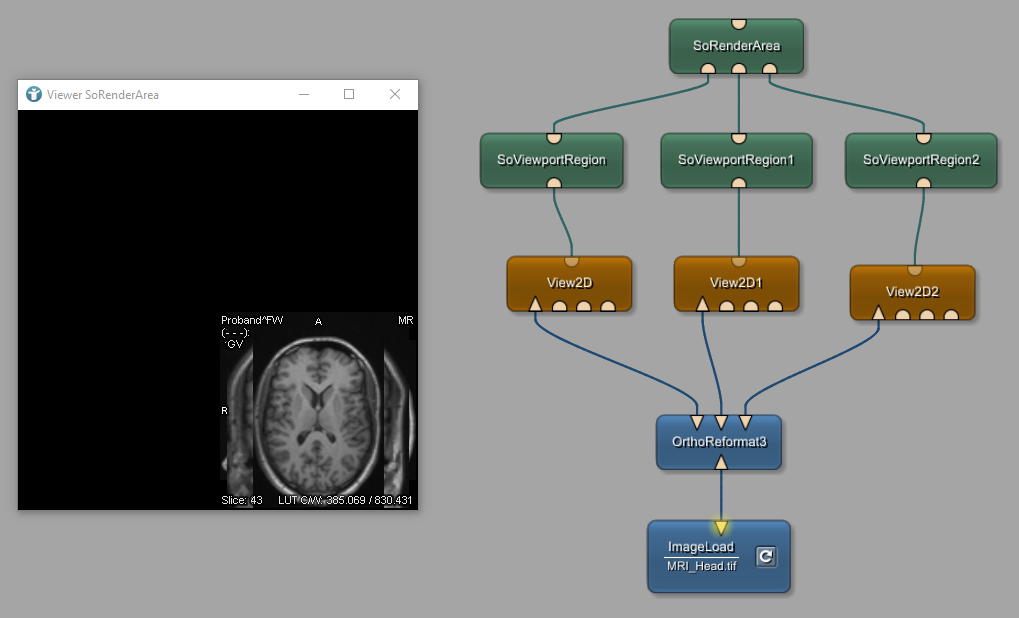 Viewer SoRenderArea
Proband^FW
A
MR
(- - -):
^GV
R
Slice: 43
LUT C/W: 385.069 / 830.431
SoRenderArea
SoViewportRegion
SoViewportRegion1
SoViewportRegion2
View2D
View2D1
View2D2
OrthoReformat3
ImageLoad
MRI_Head.tif